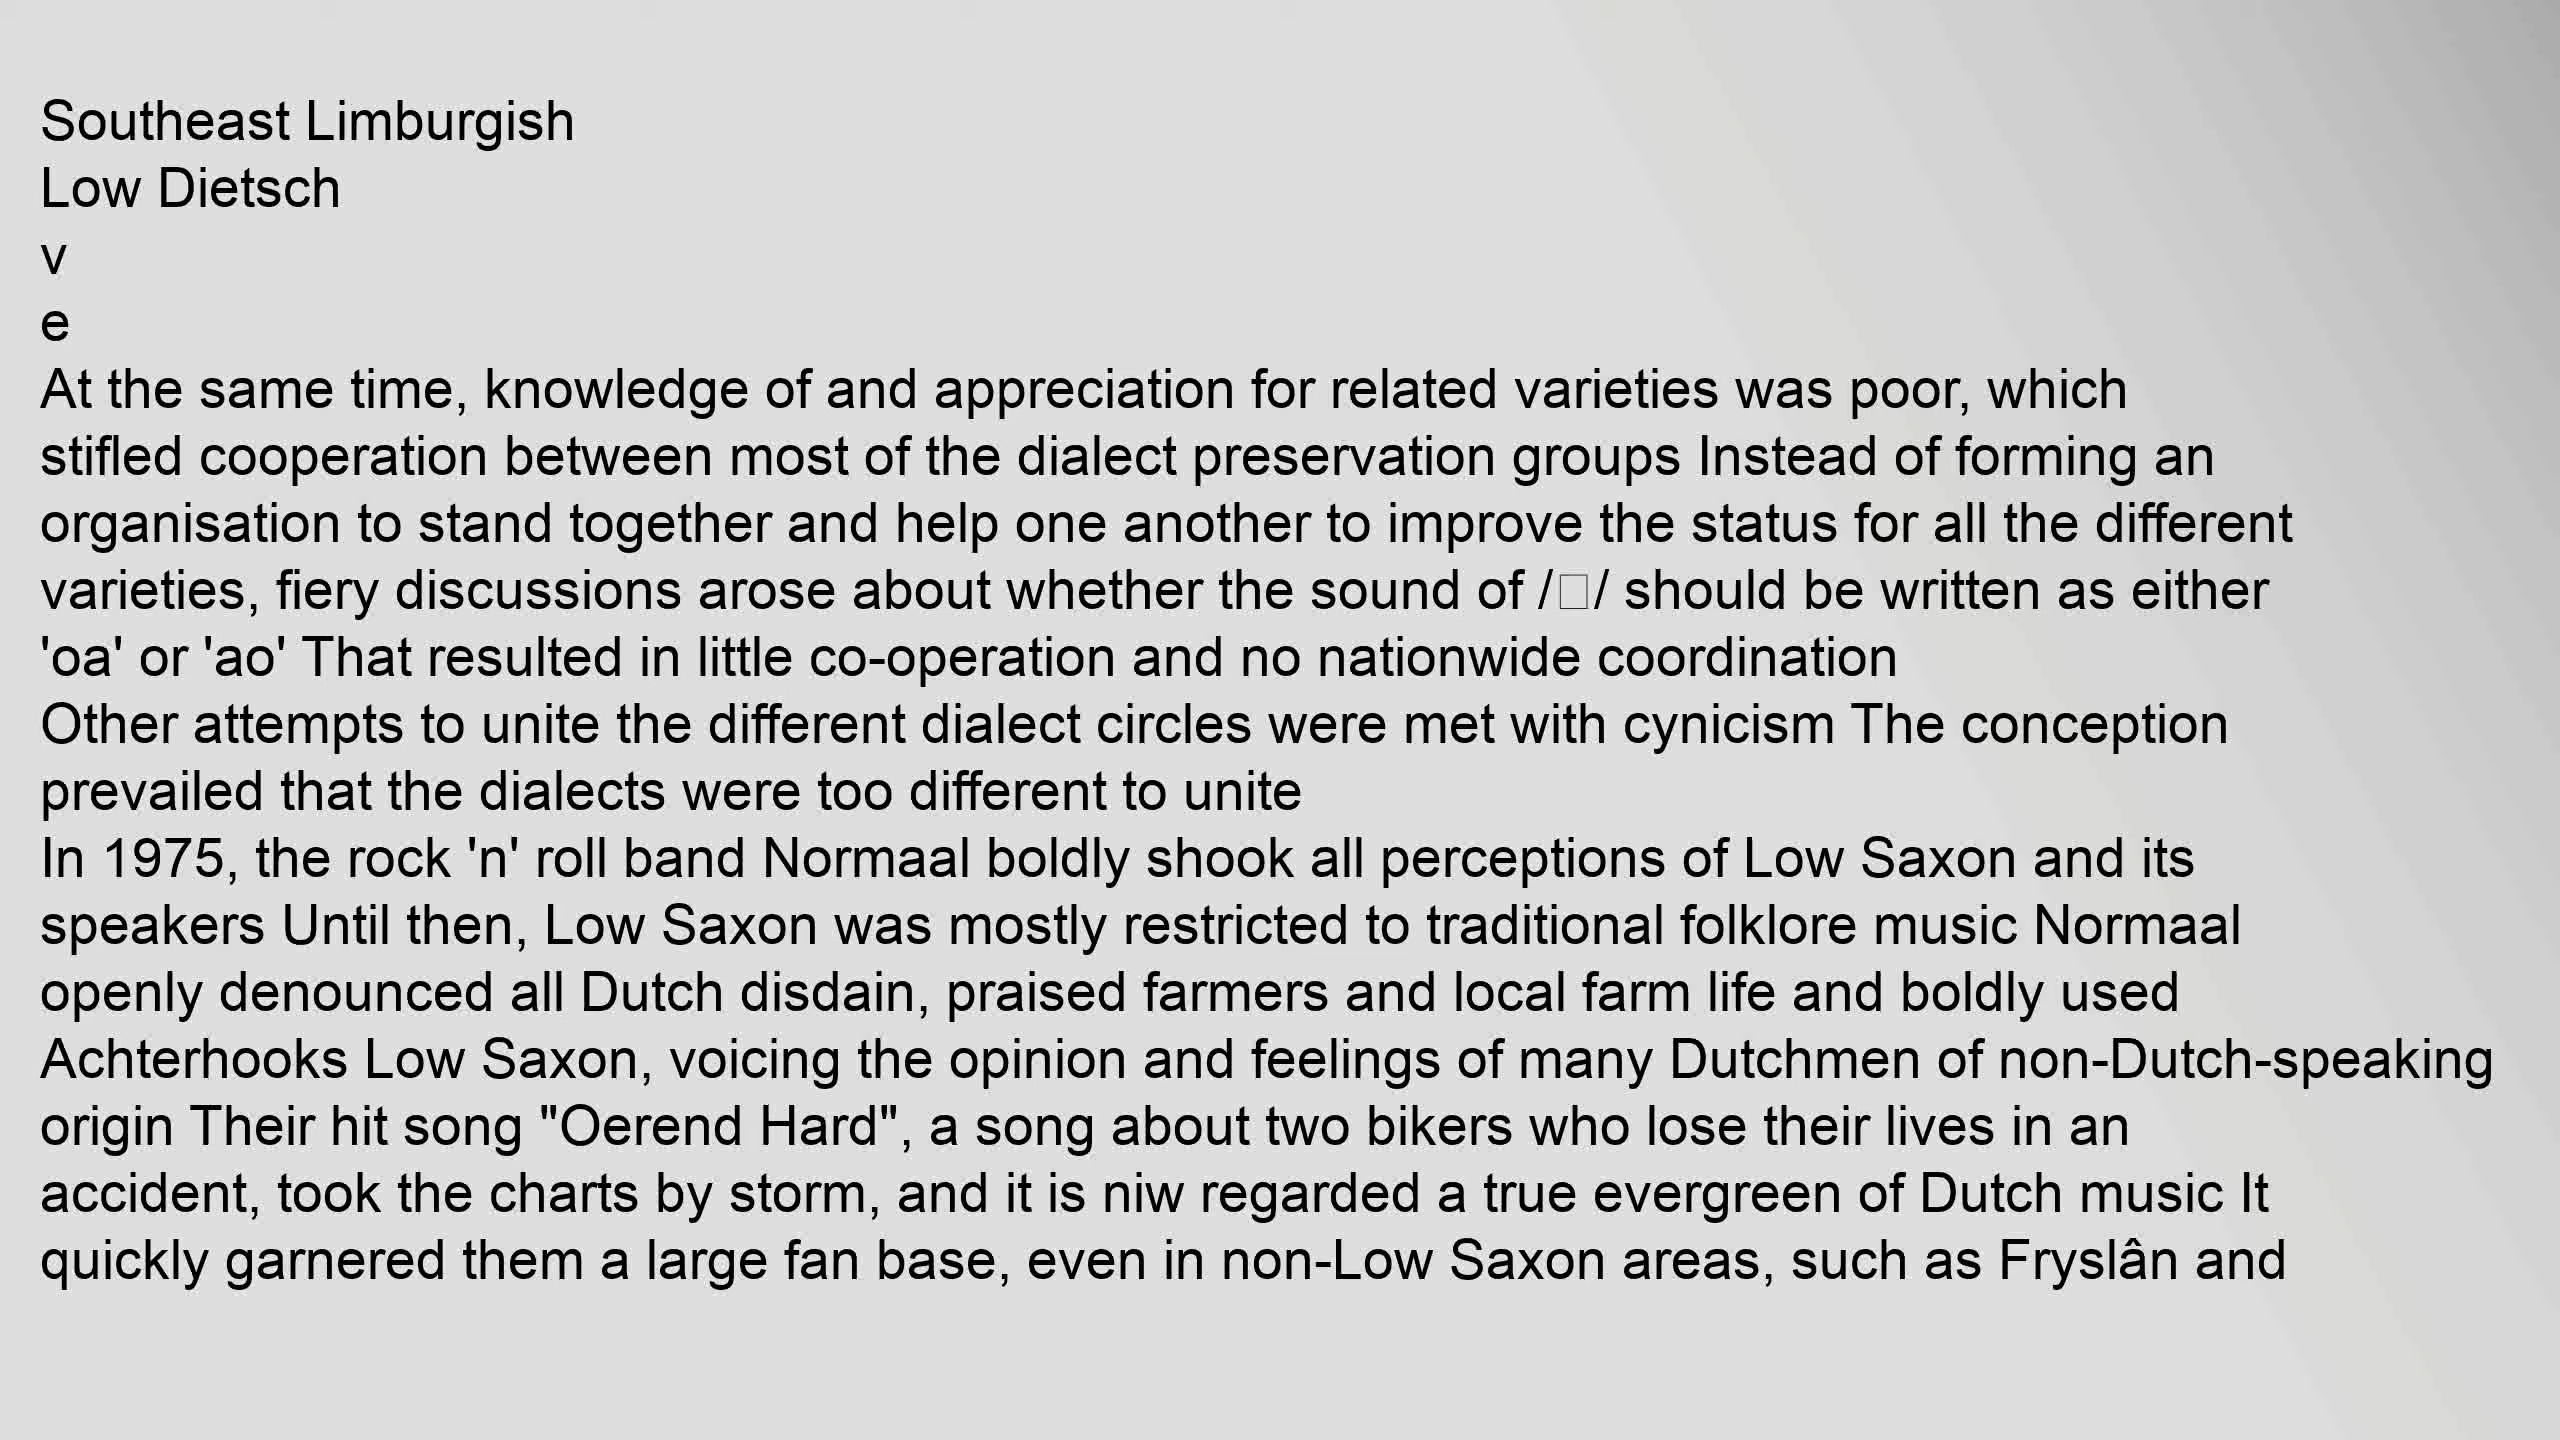 Southeast Limburgish
Low Dietsch
v
e
At the same time, knowledge of and appreciation for related varieties was poor, which
stifled cooperation between most of the dialect preservation groups Instead of forming an
organisation to stand together and help one another to improve the status for all the different
varieties, fiery discussions arose about whether the sound of /□/ should be written as either
'oa' or 'ao' That resulted in little co-operation and no nationwide coordination
Other attempts to unite the different dialect circles were met with cynicism The conception
prevailed that the dialects were too different to unite
In 1975, the rock 'n' roll band Normaal boldly shook all perceptions of Low Saxon and its
speakers Until then, Low Saxon was mostly restricted to traditional folklore music Normaal
openly denounced all Dutch disdain, praised farmers and local farm life and boldly used
Achterhooks Low Saxon, voicing the opinion and feelings of many Dutchmen of non-Dutch-speaking
origin Their hit song "Oerend Hard", a song about two bikers who lose their lives in an
accident, took the charts by storm, and it is niw regarded a true evergreen of Dutch music It
quickly garnered them a large fan base, even in non-Low Saxon areas, such as Fryslân and